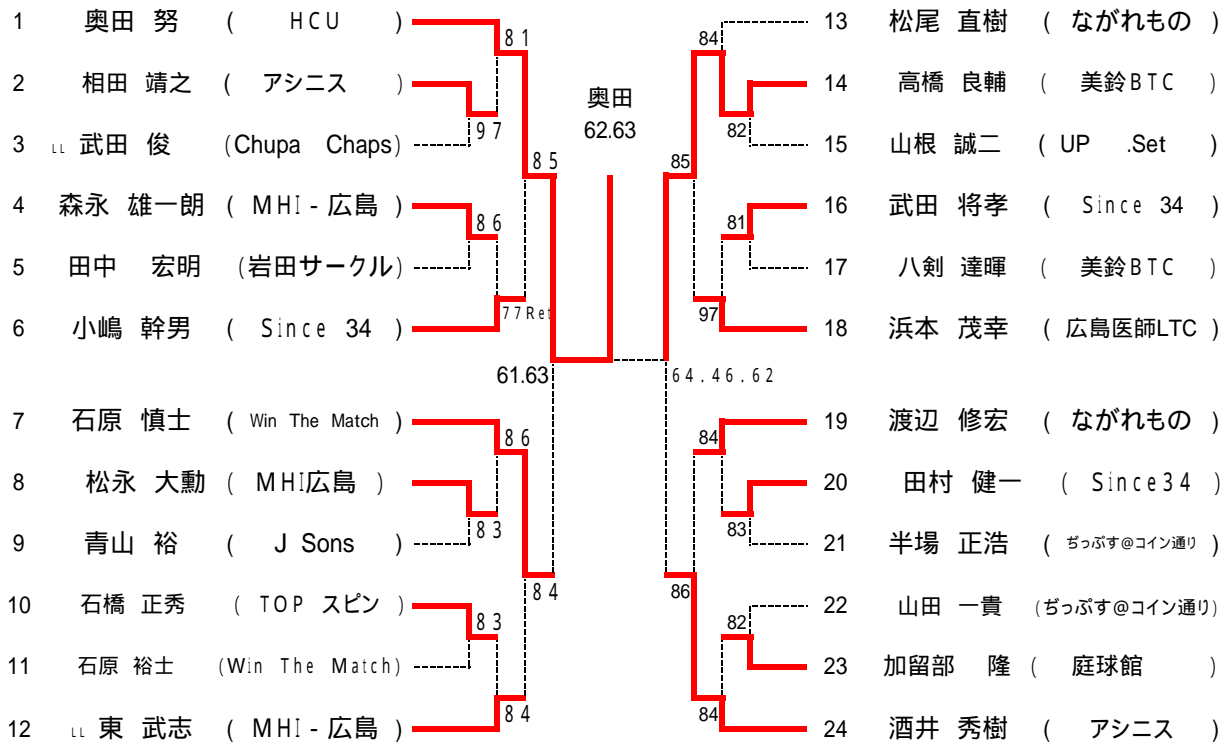 1 奥田 努 ( HCU )
81
2 相田 靖之 ( アシニス )
97
3 LL 武田 俊 (Chupa Chaps)
85
4 森永 雄一朗 ( MHI-広島 )
86
5 田中 宏明 (岩田サークル)
77Ret
6 小嶋 幹男 ( Since 34 )
61.63
7 石原 慎士 ( Win The Match )
86
8 松永 大勳 ( MHI広島 )
83
9 青山 裕 ( J Sons )
84
10 石橋 正秀 ( TOP スピン )
83
11 石原 裕士 (Win The Match)
84
12 LL 東 武志 ( MHI-広島 )
奥田
62.63
13 松尾 直樹 ( ながれもの )
84
14 高橋 良輔 ( 美鈴BTC )
82
15 山根 誠二 ( UP .Set )
85
16 武田 将孝 ( Since 34 )
81
17 八剣 達暉 ( 美鈴BTC )
97
18 浜本 茂幸 ( 広島医師LTC )
64.46.62
19 渡辺 修宏 ( ながれもの )
84
20 田村 健一 ( Since34 )
83
21 半場 正浩 ( ぢっぷす@コイン通り )
86
22 山田 一貴 (ぢっぷす@コイン通り)
82
23 加留部 隆 ( 庭球館 )
84
24 酒井 秀樹 ( アシニス )